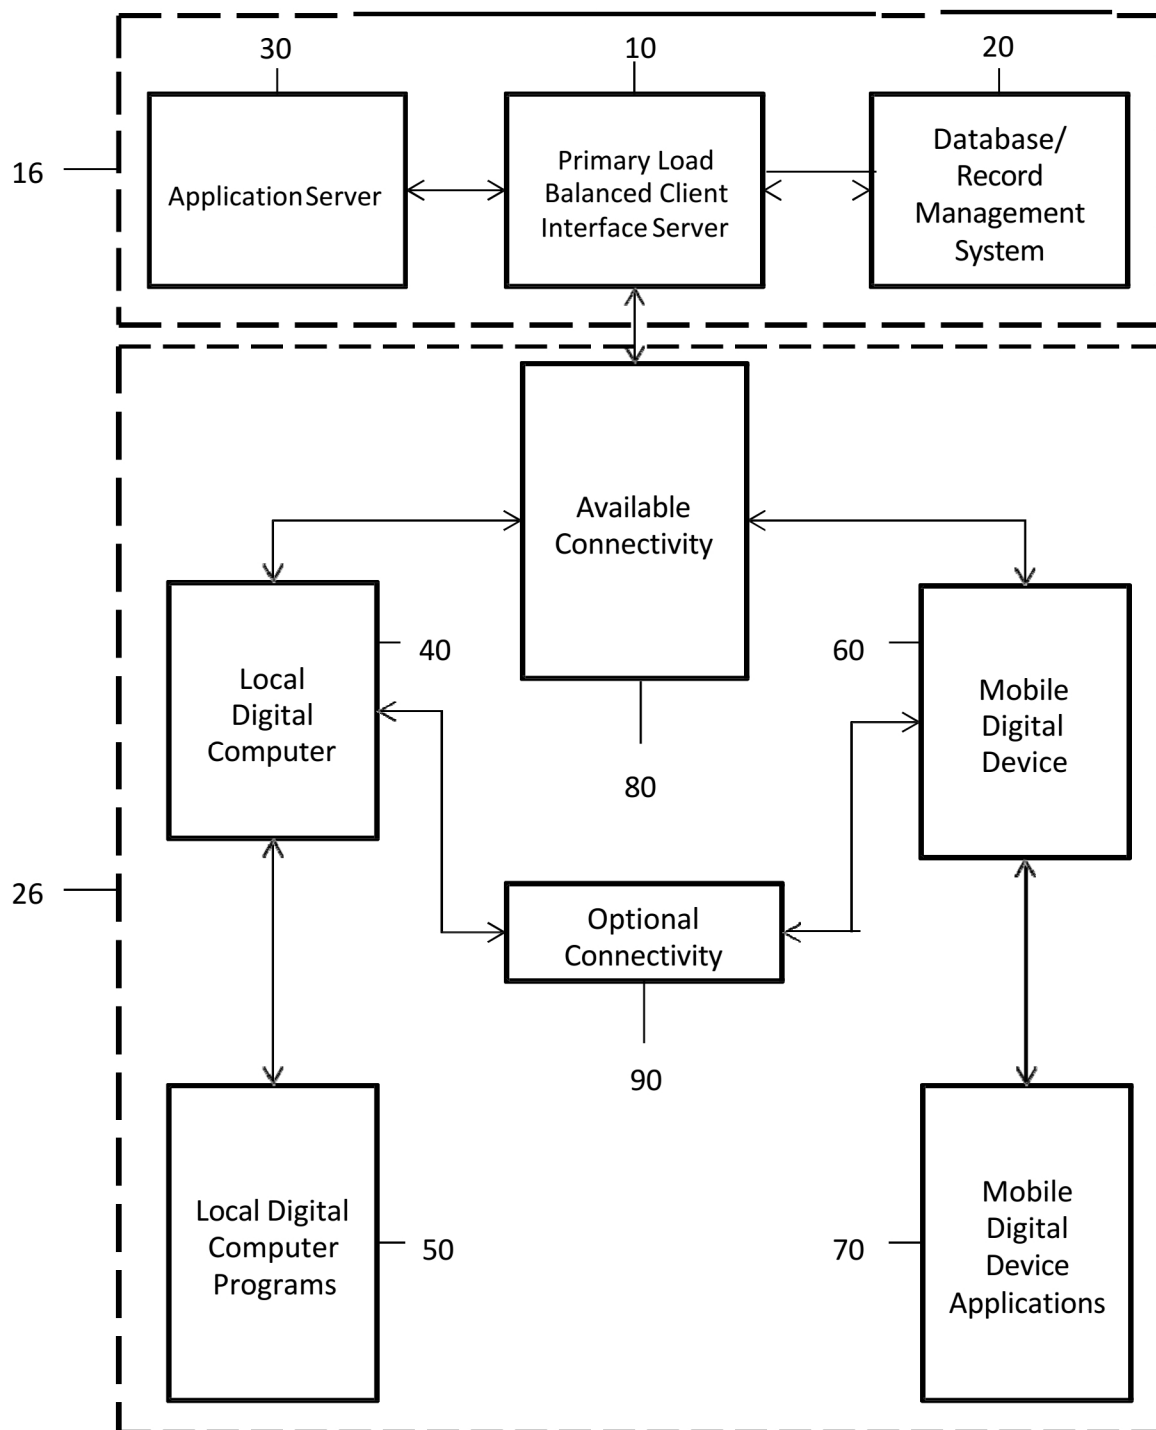 30
10
20
16
Application Server
Primary Load
Balanced Client
Interface Server
Database/
Record
Management
System
Available
Connectivity
40
60
Local
Digital
Computer
Mobile
Digital
Device
80
26
Optional
Connectivity
90
Local Digital
Computer
Programs
50
70
Mobile
Digital
Device
Applications